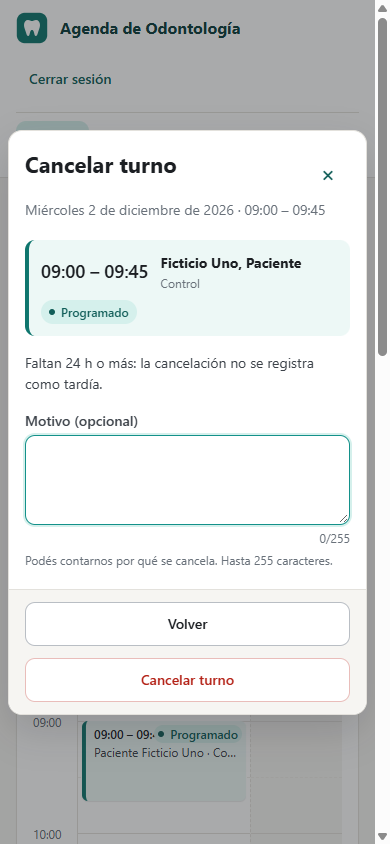 Agenda de Odontología
Cerrar sesión
Cancelar turno
Miércoles 2 de diciembre de 2026 · 09:00 – 09:45
09:00 – 09:45
Ficticio Uno, Paciente
Control
Programado
Faltan 24 h o más: la cancelación no se registra
como tardía.
Motivo (opcional)
0/255
Podés contarnos por qué se cancela. Hasta 255 caracteres.
Volver
Cancelar turno
09:00
09:00 – 09:
Programado
Paciente Ficticio Uno · Co...
10:00